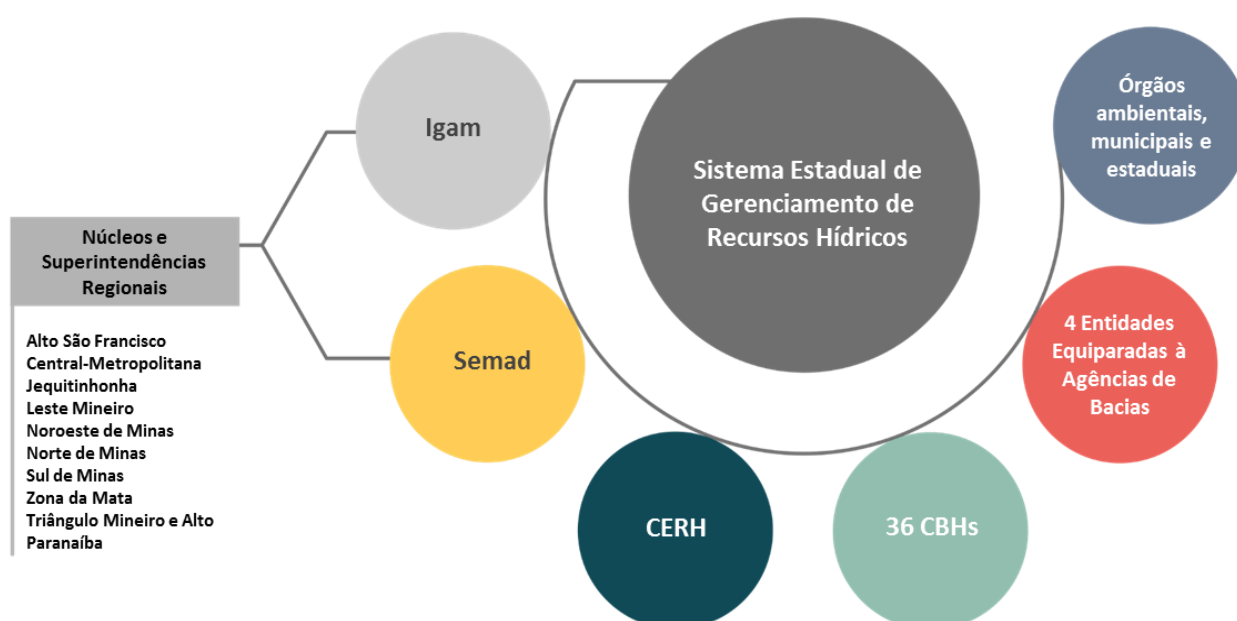 Núcleos e
Superintendências
Regionais
Alto São Francisco
Central-Metropolitana
Jequitinhonha
Leste Mineiro
Noroeste de Minas
Norte de Minas
Sul de Minas
Zona da Mata
Triângulo Mineiro e Alto
Paranaíba
Igam
Semad
CERH
36 CBHs
4 Entidades
Equiparadas à
Agências de
Bacias
Órgãos
ambientais,
municipais e
estaduais
Sistema Estadual de
Gerenciamento de
Recursos Hídricos